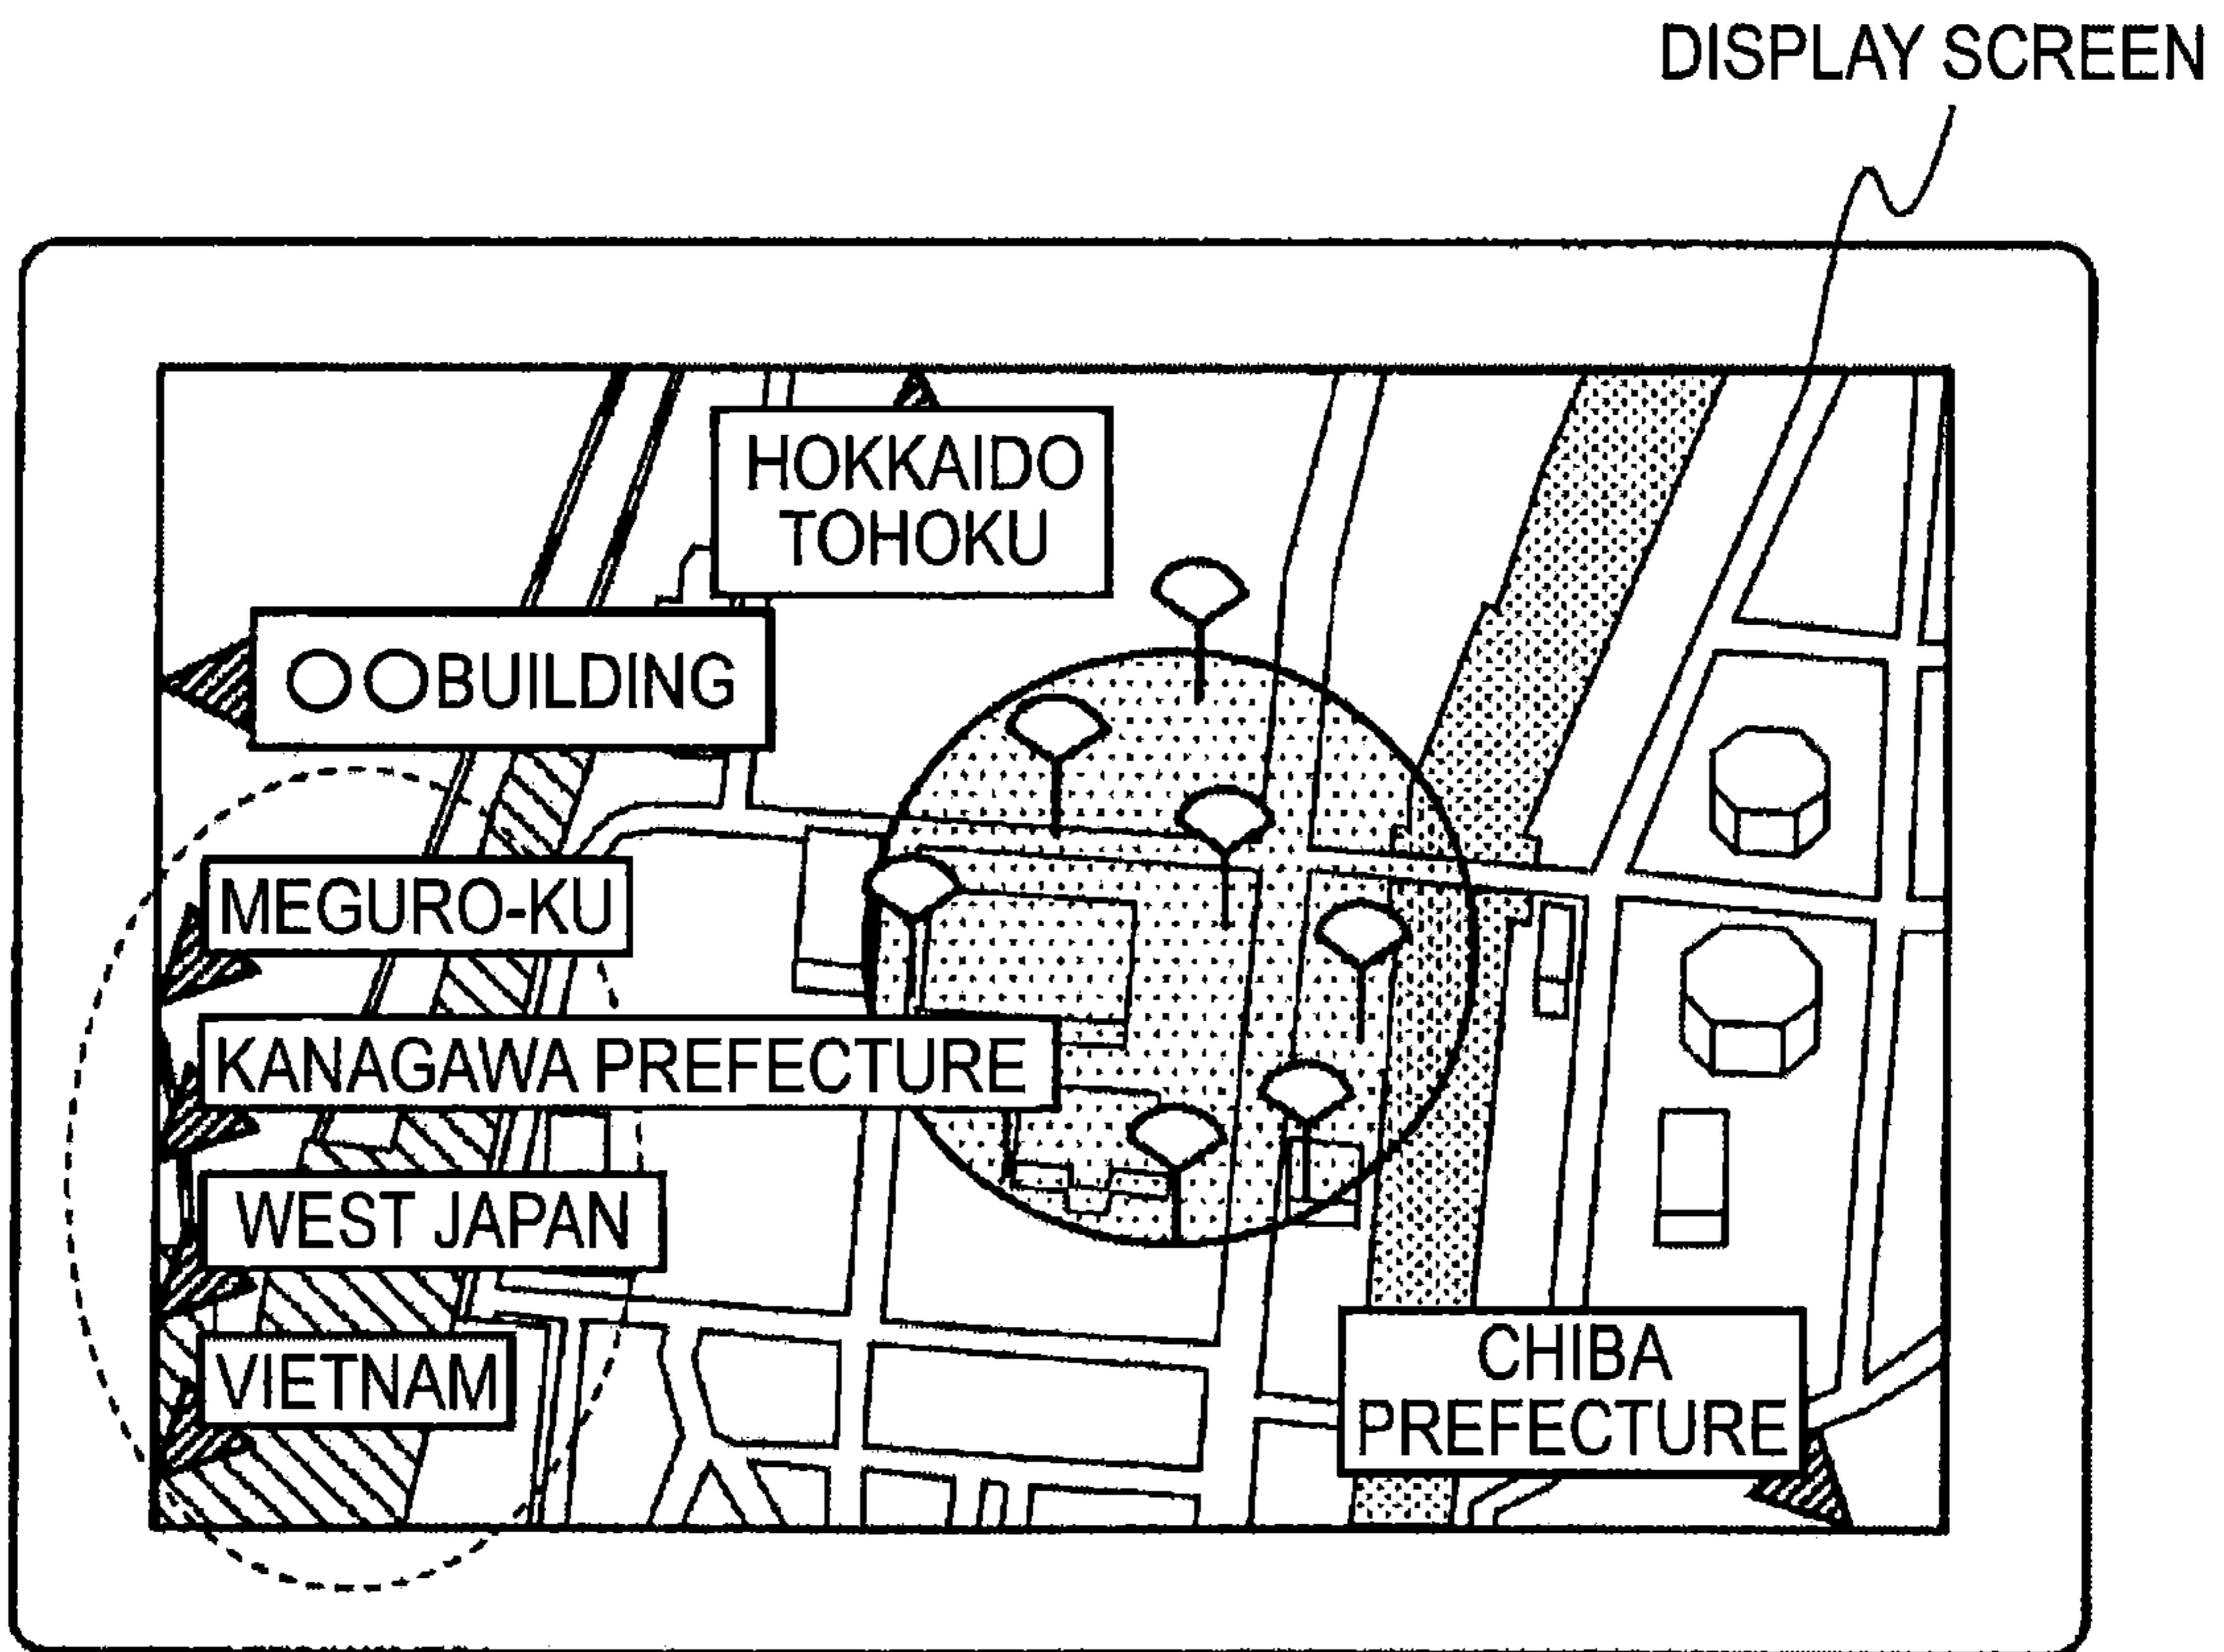 DISPLAY SCREEN
HOKKAIDO
TOHOKU
○○BUILDING
MEGURO-KU
KANAGAWA PREFECTURE
WEST JAPAN
VIETNAM
CHIBA
PREFECTURE